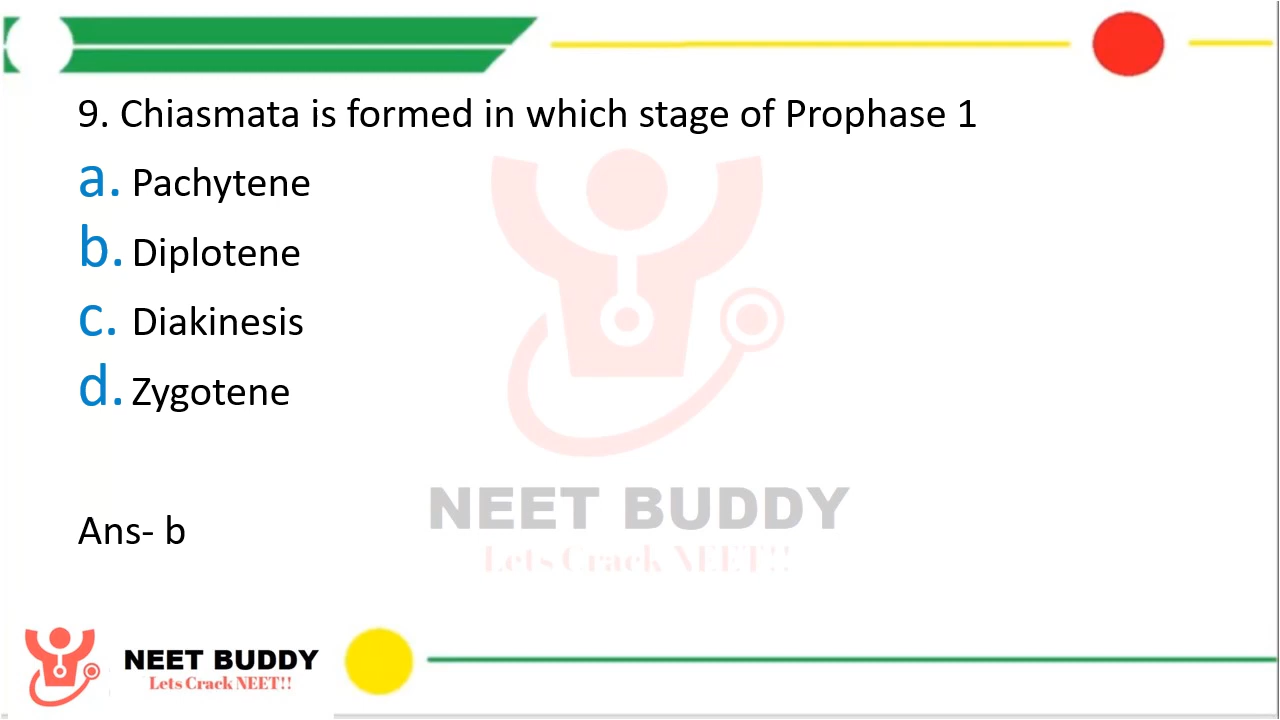 9. Chiasmata is formed in which stage of Prophase 1
a. Pachytene
b. Diplotene
c. Diakinesis
d. Zygotene
NEET BUDDY
Lets Crack NEET!!
Ans- b
NEET BUDDY
Lets Crack NEET!!